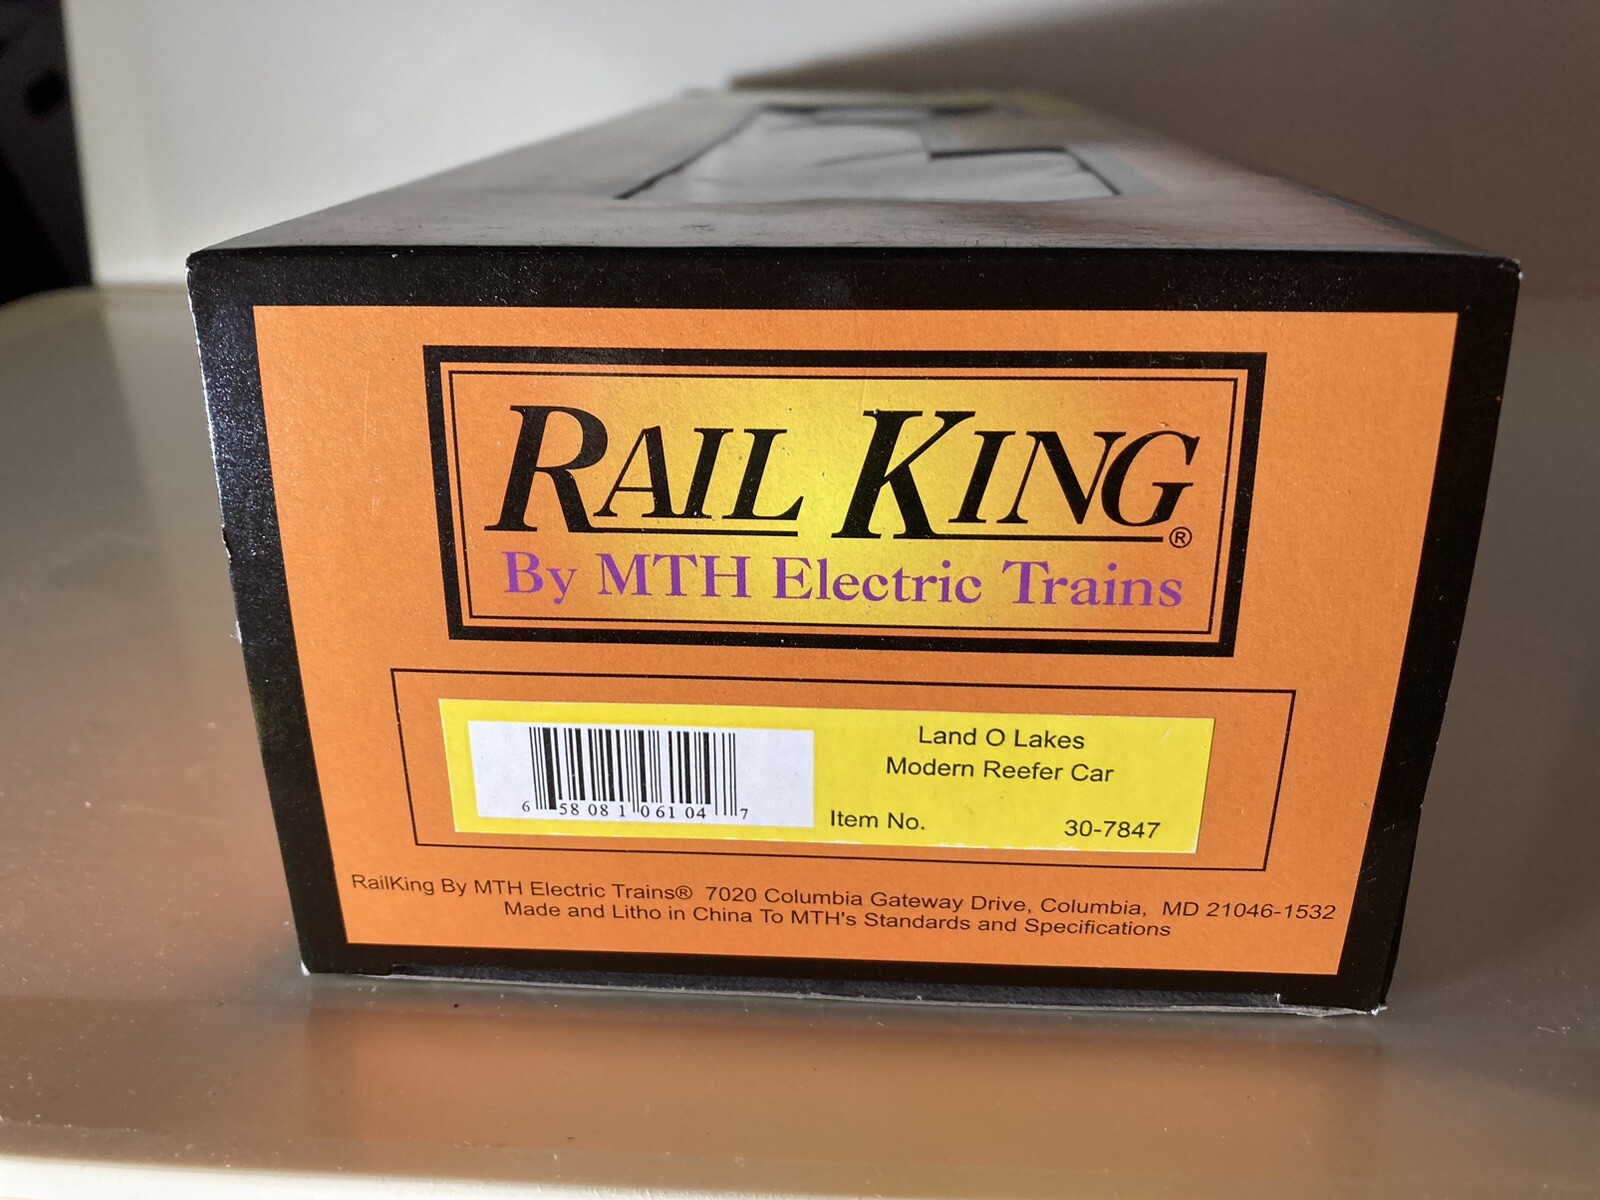 RAIL KING®
By MTH Electric Trains
Land O Lakes
Modern Reefer Car
Item No. 30-7847
6 58081 06104 7
RailKing By MTH Electric Trains® 7020 Columbia Gateway Drive, Columbia, MD 21046-1532
Made and Litho in China To MTH's Standards and Specifications